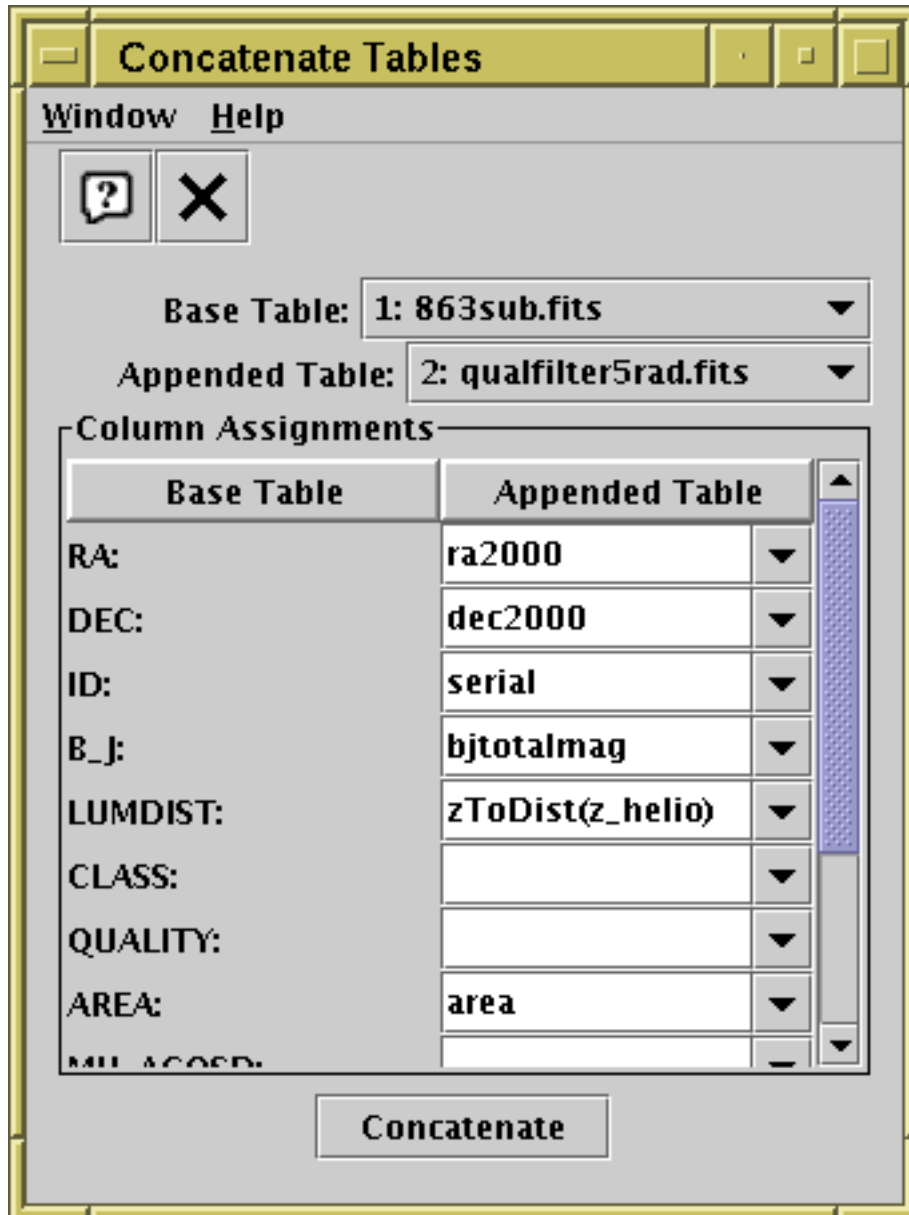 Concatenate Tables
Window Help
?
Base Table: 1: 863sub.fits
Appended Table: 2: qualfilter5rad.fits
Column Assignments
Base Table Appended Table
RA: ra2000
DEC: dec2000
ID: serial
B_J: bjtotalmag
LUMDIST: zToDist(z_helio)
CLASS:
QUALITY:
AREA: area
Concatenate